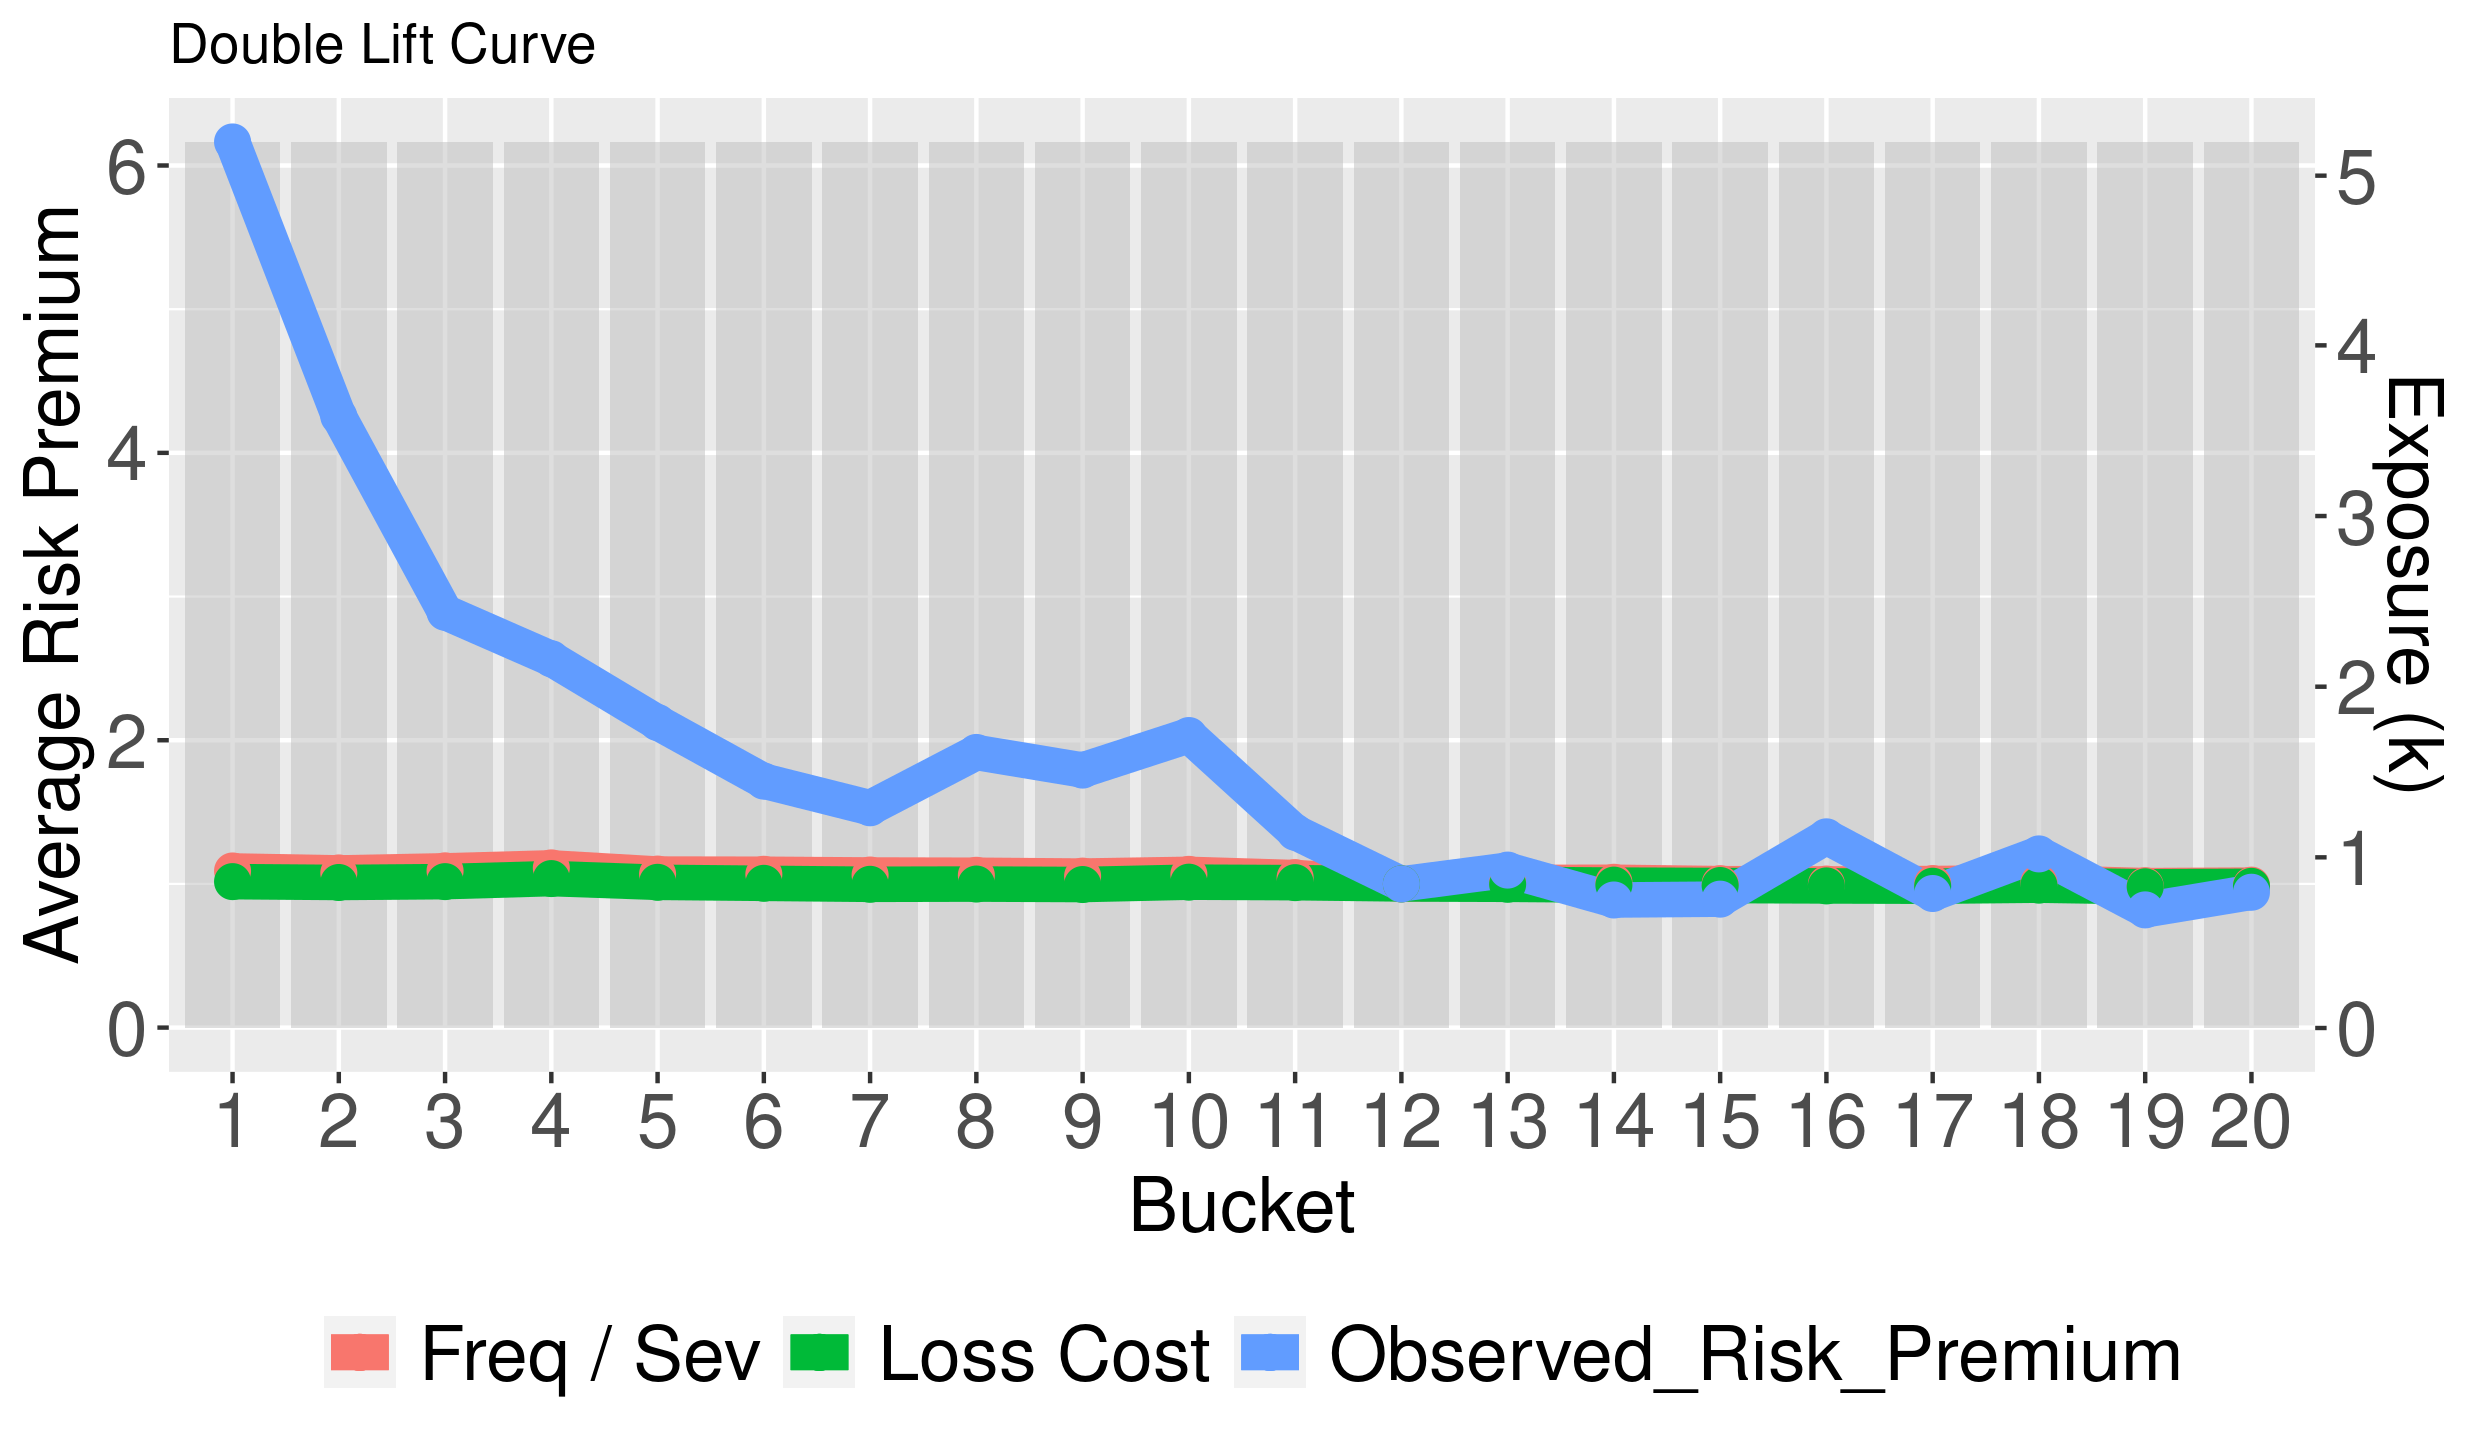 Double Lift Curve
Average Risk Premium
6
4
2
0
5
4
3
2
1
0
Exposure (k)
1 2 3 4 5 6 7 8 9 10 11 12 13 14 15 16 17 18 19 20
Bucket
Freq / Sev Loss Cost Observed_Risk_Premium